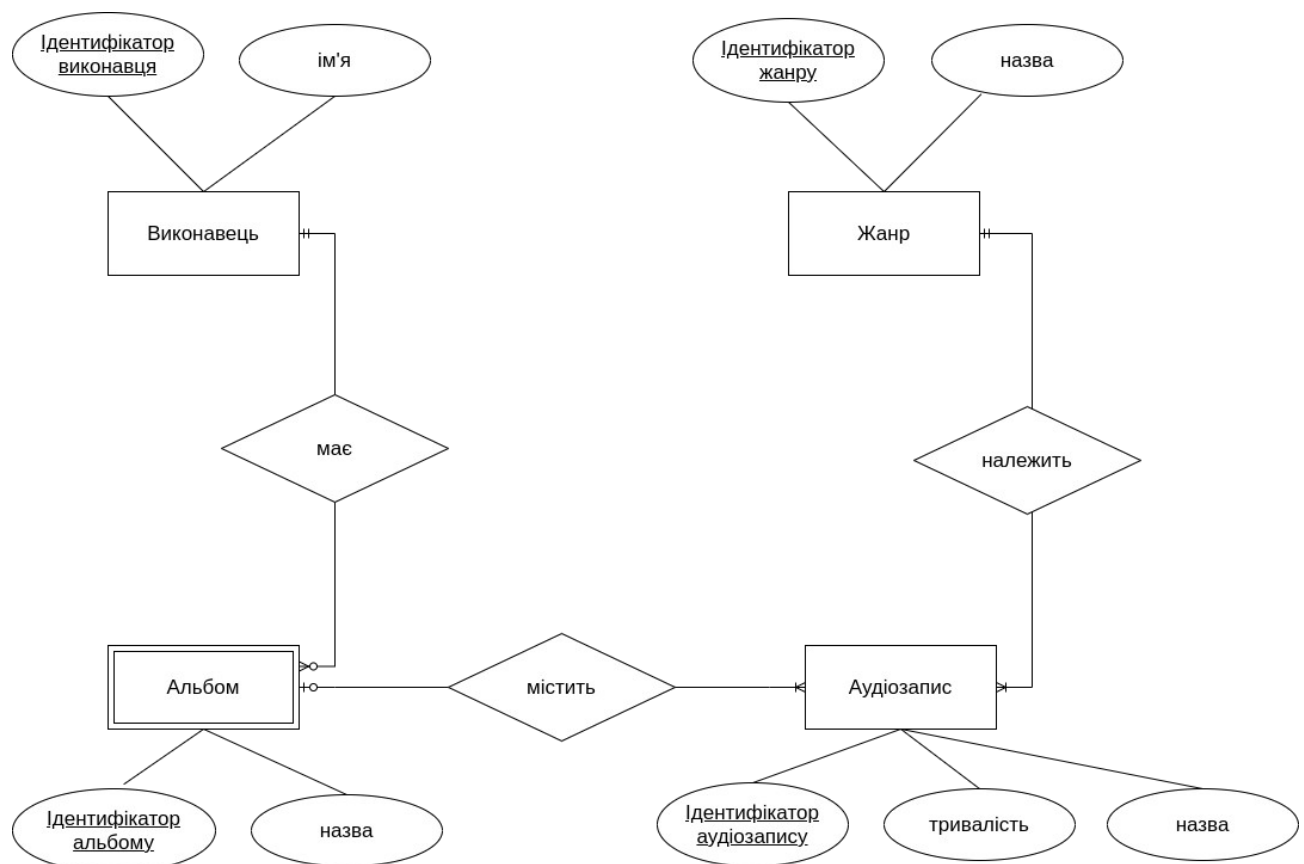 Ідентифікатор
виконавця
ім'я
Ідентифікатор
жанру
назва
Виконавець
Жанр
має
належить
Альбом
містить
Аудіозапис
Ідентифікатор
альбому
назва
Ідентифікатор
аудіозапису
тривалість
назва